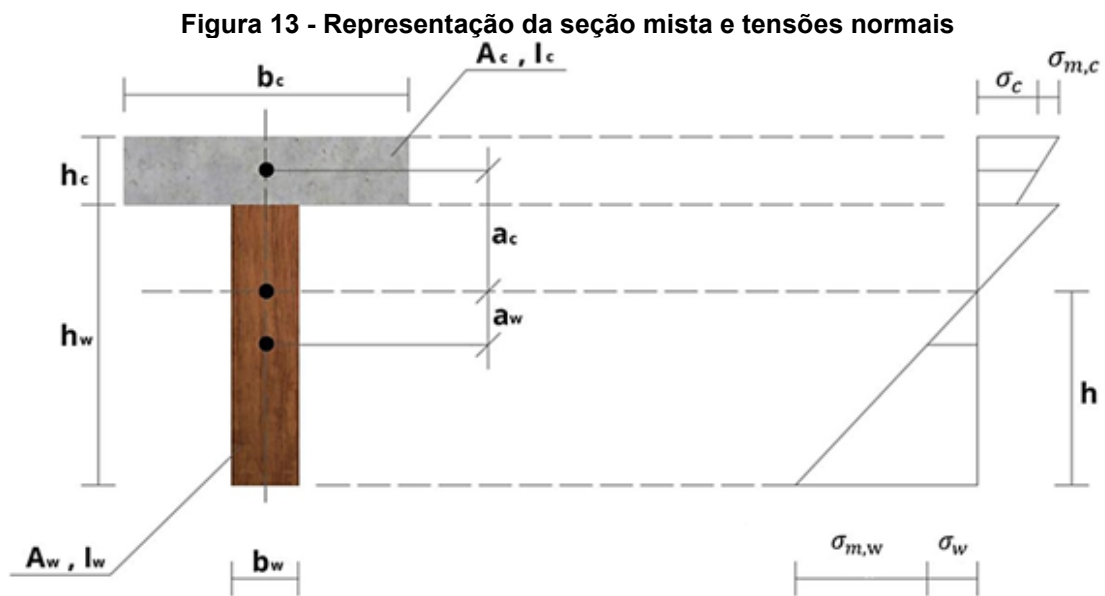 Figura 13 - Representação da seção mista e tensões normais
Ac , Ic
bc
σc
σm,c
hc
ac
aw
hw
h
Aw , Iw
bw
σm,w
σw